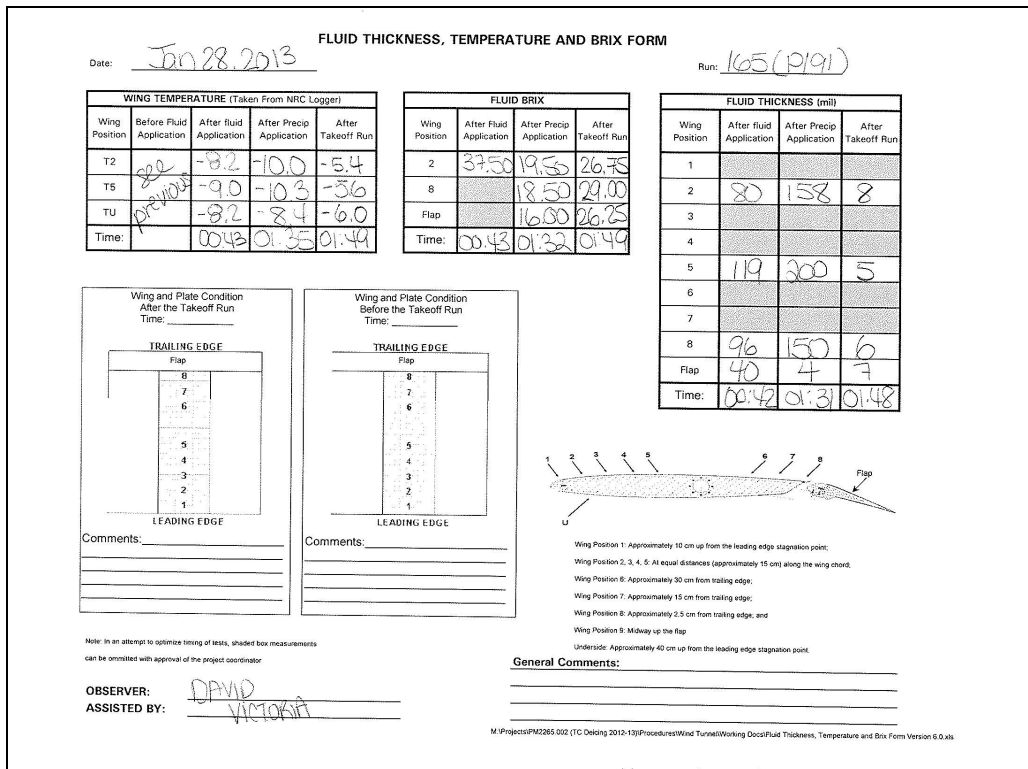 FLUID THICKNESS, TEMPERATURE AND BRIX FORM
Date: Jan 28, 2013
Run: 165 (P191)
WING TEMPERATURE (Taken From NRC Logger)
Wing Position Before Fluid Application After fluid Application After Precip Application After Takeoff Run
T2 see previous -8.2 -10.0 -5.4
T5 -9.0 -10.3 -5.6
TU -8.2 -8.4 -6.0
Time: 00:43 01:35 01:49
FLUID BRIX
Wing Position After Fluid Application After Precip Application After Takeoff Run
2 37.50 19.50 26.75
8 18.50 29.00
Flap 16.00 26.25
Time: 00:43 01:32 01:49
FLUID THICKNESS (mil)
Wing Position After fluid Application After Precip Application After Takeoff Run
1
2 80 158 8
3
4
5 119 200 5
6
7
8 96 150 6
Flap 40 4 7
Time: 00:42 01:31 01:48
Wing and Plate Condition
After the Takeoff Run
Time:
TRAILING EDGE
Flap
8
7
6
5
4
3
2
1
LEADING EDGE
Comments:
Wing and Plate Condition
Before the Takeoff Run
Time:
TRAILING EDGE
Flap
8
7
6
5
4
3
2
1
LEADING EDGE
Comments:
1 2 3 4 5 6 7 8
Flap
U
Wing Position 1: Approximately 10 cm up from the leading edge stagnation point;
Wing Position 2, 3, 4, 5: At equal distances (approximately 15 cm) along the wing chord;
Wing Position 6: Approximately 30 cm from trailing edge;
Wing Position 7: Approximately 15 cm from trailing edge;
Wing Position 8: Approximately 2.5 cm from trailing edge; and
Wing Position 9: Midway up the flap
Underside: Approximately 40 cm up from the leading edge stagnation point.
Note: In an attempt to optimize timing of tests, shaded box measurements
can be ommitted with approval of the project coordinator
General Comments:
OBSERVER: DAVID
ASSISTED BY: VICTORIA
M:\Projects\PM2265.002 (TC Deicing 2012-13)\Procedures\Wind Tunnel\Working Docs\Fluid Thickness, Temperature and Brix Form Version 6.0.xls